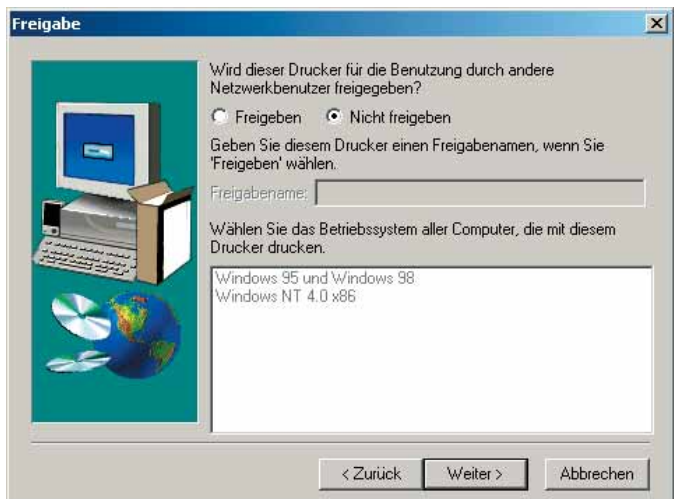 Freigabe
Wird dieser Drucker für die Benutzung durch andere
Netzwerkbenutzer freigegeben?
Freigeben
Nicht freigeben
Geben Sie diesem Drucker einen Freigabenamen, wenn Sie
'Freigeben' wählen.
Freigabename:
Wählen Sie das Betriebssystem aller Computer, die mit diesem
Drucker drucken.
Windows 95 und Windows 98
Windows NT 4.0 x86
< Zurück
Weiter >
Abbrechen